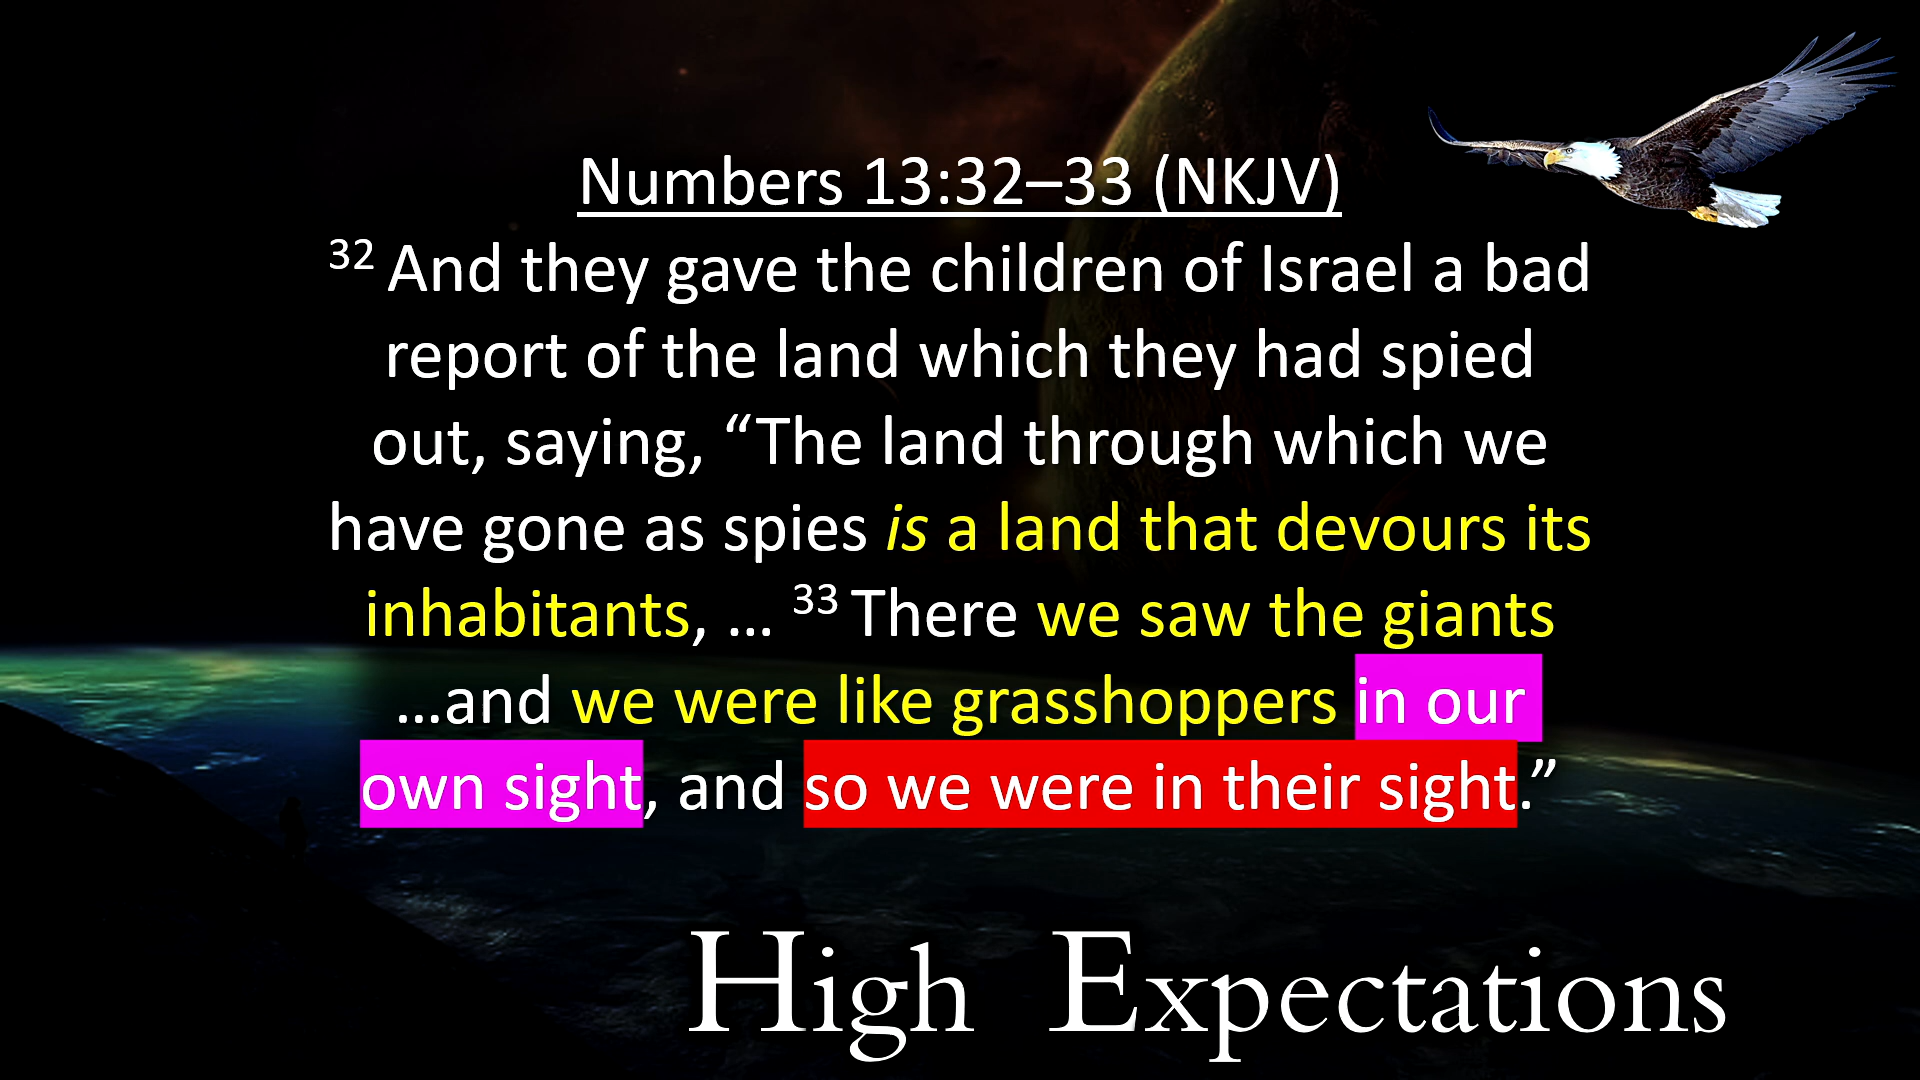 Numbers 13:32–33 (NKJV)
32 And they gave the children of Israel a bad
report of the land which they had spied
out, saying, “The land through which we
have gone as spies is a land that devours its
inhabitants, … 33 There we saw the giants
…and we were like grasshoppers in our
own sight, and so we were in their sight.”
High Expectations